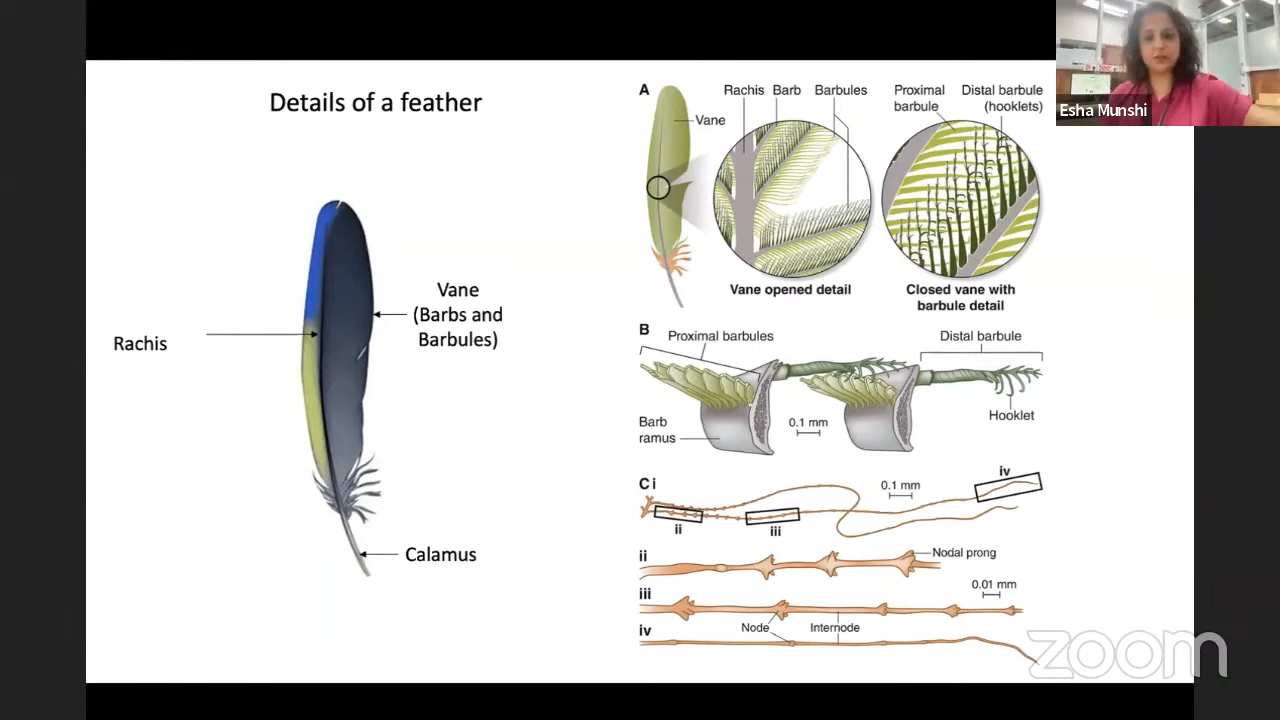 Details of a feather
Rachis
Vane
(Barbs and
Barbules)
Calamus
A
Vane
Rachis
Barb
Barbules
Proximal
barbule
Distal barbule
(hooklets)
Vane opened detail
Closed vane with
barbule detail
B
Proximal barbules
Distal barbule
Barb
ramus
0.1 mm
Hooklet
C i
0.1 mm
iv
ii
iii
ii
Nodal prong
iii
0.01 mm
iv
Node
Internode
Esha Munshi
zoom